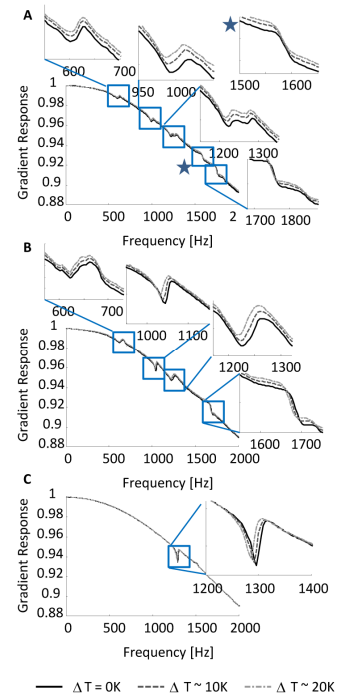 A
600 700
950 1000
1500 1600
1200 1300
1700 1800
Gradient Response
1
0.98
0.96
0.94
0.92
0.9
0.88
0 500 1000 1500 2
Frequency [Hz]
B
600 700
1000 1100
1200 1300
1600 1700
Gradient Response
1
0.98
0.96
0.94
0.92
0.9
0.88
0 500 1000 1500 2000
Frequency [Hz]
C
1200 1300 1400
Gradient Response
1
0.98
0.96
0.94
0.92
0.9
0.88
0 500 1000 1500 2000
Frequency [Hz]
Δ T = 0K Δ T ~ 10K Δ T ~ 20K